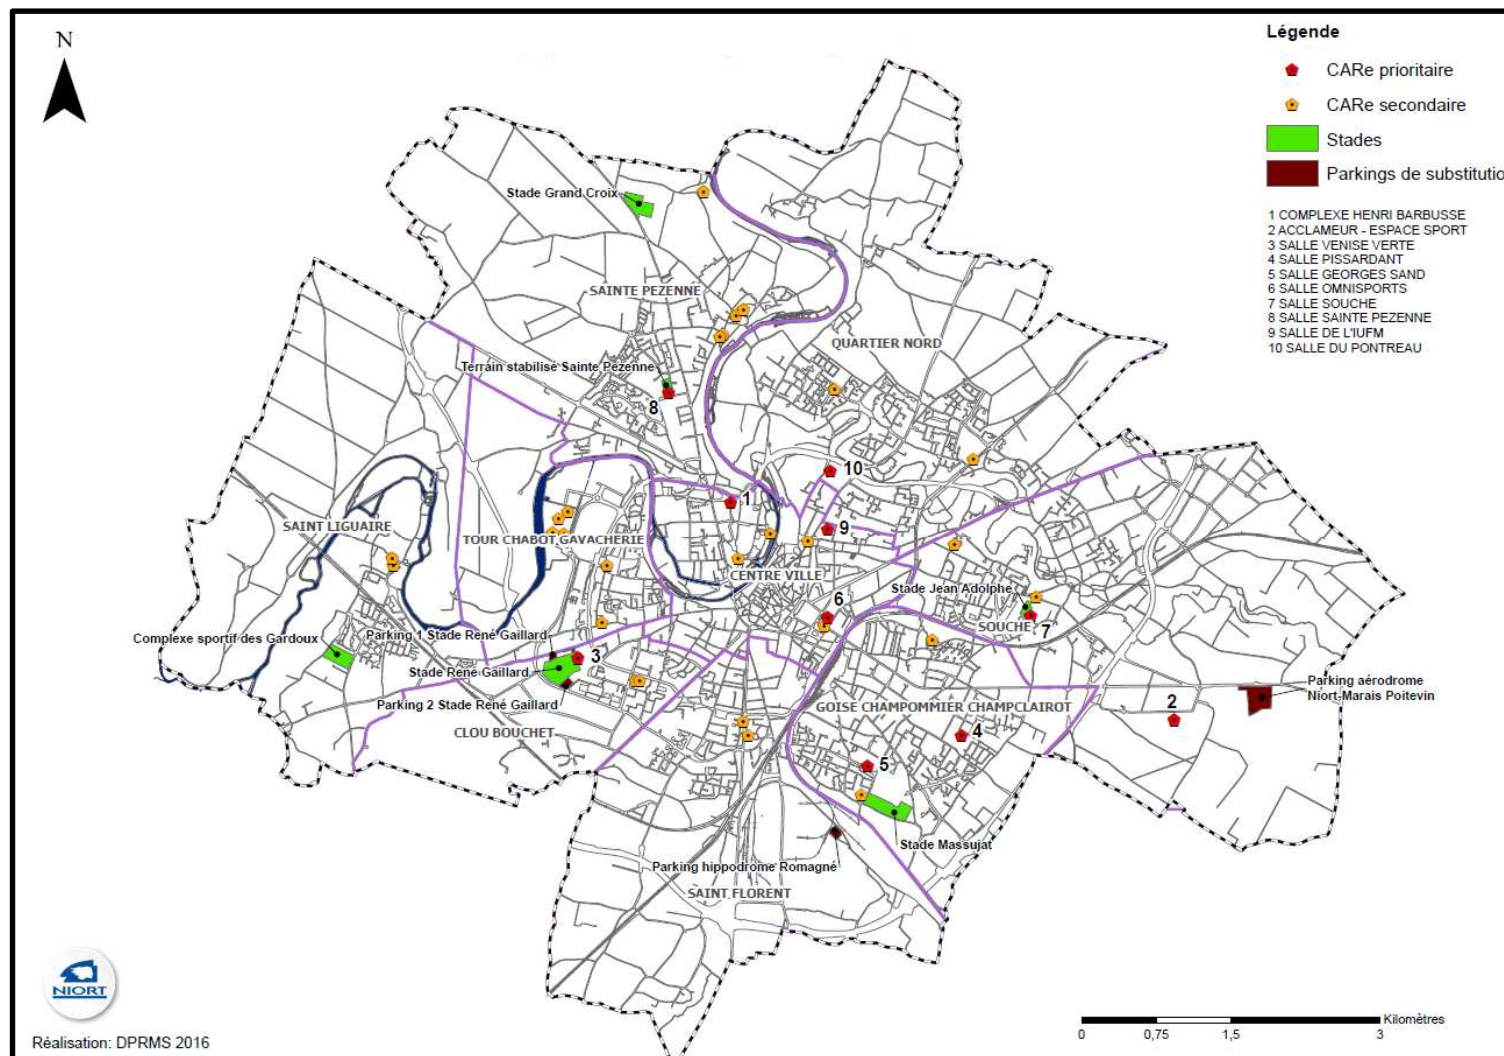 N
Légende
CARe prioritaire
CARe secondaire
Stades
Parkings de substitutio
1 COMPLEXE HENRI BARBUSSE
2 ACCLAMEUR - ESPACE SPORT
3 SALLE VENISE VERTE
4 SALLE PISSARDANT
5 SALLE GEORGES SAND
6 SALLE OMNISPORTS
7 SALLE SOUCHE
8 SALLE SAINTE PEZENNE
9 SALLE DE L'IUFM
10 SALLE DU PONTREAU
Stade Grand Croix
SAINTE PEZENNE
QUARTIER NORD
Terrain stabilisé Sainte Pezenne
8
10
1
SAINT LIGUAIRE
TOUR CHABOT GAVACHERIE
9
CENTRE VILLE
Stade Jean Adolphe
6
SOUCHE
7
Complexe sportif des Gardoux
Parking 1 Stade René Gaillard
3
Stade René Gaillard
Parking 2 Stade René Gaillard
CLOU BOUCHET
GOISE CHAMPOMMIER CHAMPCLAIROT
2
Parking aérodrome
Niort-Marais Poitevin
4
5
Stade Massujat
Parking hippodrome Romagné
SAINT FLORENT
NIORT
Réalisation: DPRMS 2016
Kilomètres
0 0,75 1,5 3